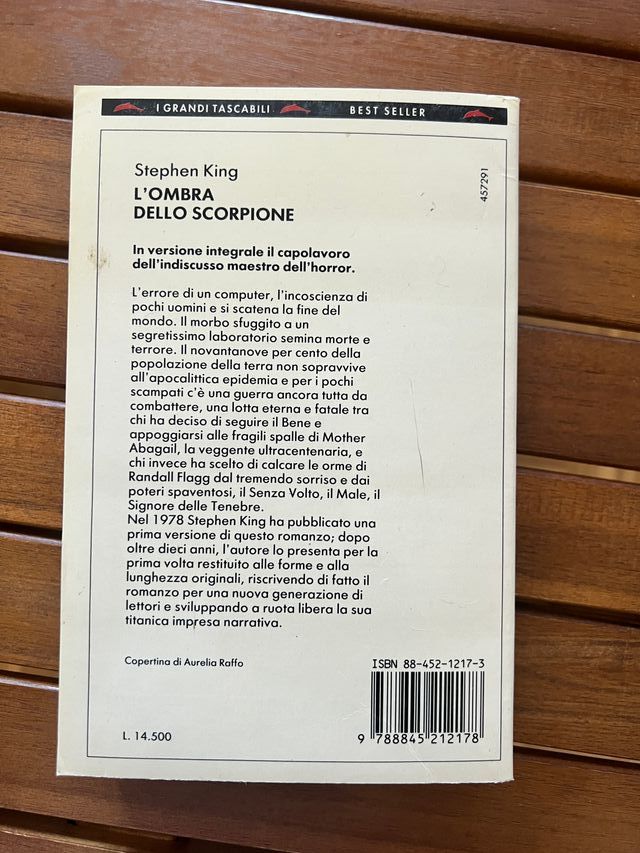 I GRANDI TASCABILI BEST SELLER
457291
Stephen King
L'OMBRA
DELLO SCORPIONE
In versione integrale il capolavoro
dell'indiscusso maestro dell'horror.
L'errore di un computer, l'incoscienza di
pochi uomini e si scatena la fine del
mondo. Il morbo sfuggito a un
segretissimo laboratorio semina morte e
terrore. Il novantanove per cento della
popolazione della terra non sopravvive
all'apocalittica epidemia e per i pochi
scampati c'è una guerra ancora tutta da
combattere, una lotta eterna e fatale tra
chi ha deciso di seguire il Bene e
appoggiarsi alle fragili spalle di Mother
Abagail, la veggente ultracentenaria, e
chi invece ha scelto di calcare le orme di
Randall Flagg dal tremendo sorriso e dai
poteri spaventosi, il Senza Volto, il Male, il
Signore delle Tenebre.
Nel 1978 Stephen King ha pubblicato una
prima versione di questo romanzo; dopo
oltre dieci anni, l'autore lo presenta per la
prima volta restituito alle forme e alla
lunghezza originali, riscrivendo di fatto il
romanzo per una nuova generazione di
lettori e sviluppando a ruota libera la sua
titanica impresa narrativa.
Copertina di Aurelia Raffo
ISBN 88-452-1217-3
L. 14.500
9 788845 212178